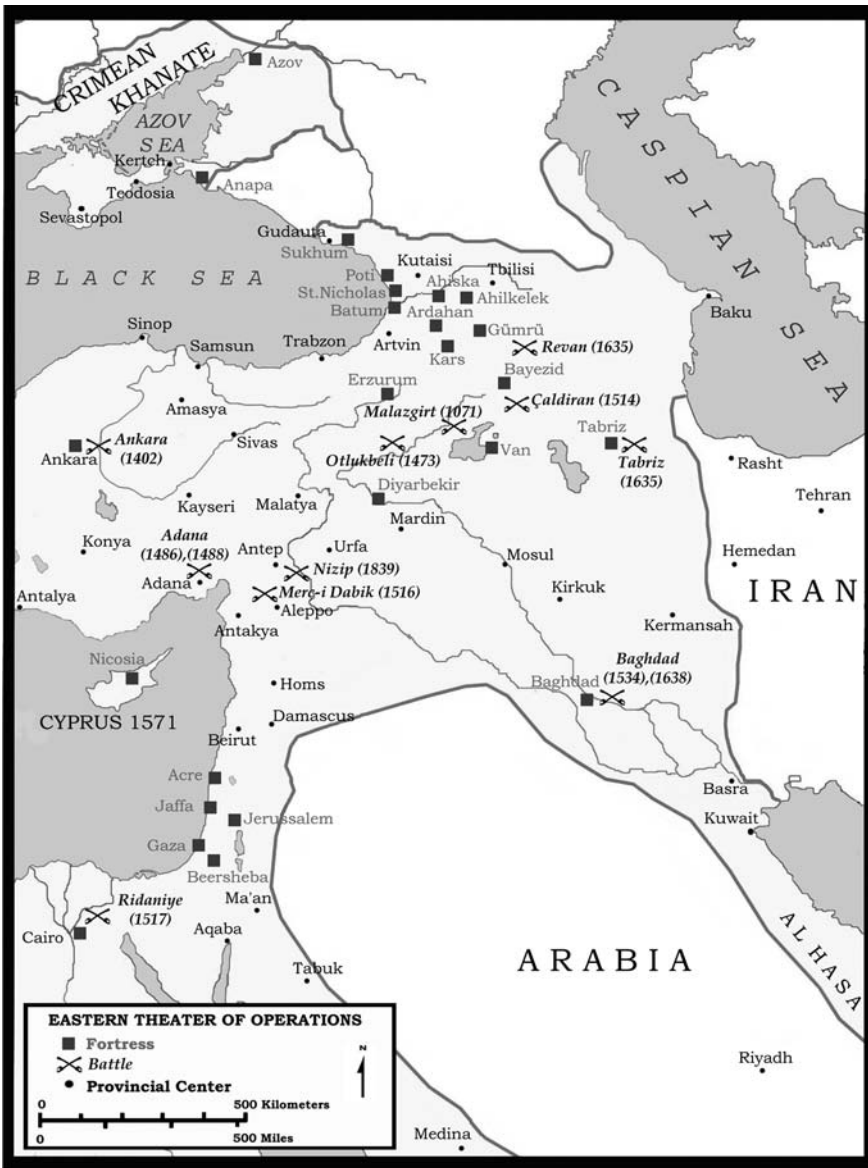 CRIMEAN
KHANATE
Azov
AZOV
SEA
Kertch
Teodosia
Anapa
Sevastopol
CASPIAN SEA
BLACK SEA
Gudauta
Sukhum
Poti
Kutaisi
Tbilisi
St.Nicholas
Ahiska
Batum
Ardahan
Ahilkelek
Baku
Sinop
Samsun
Trabzon
Artvin
Kars
Gümrü
Revan (1635)
Erzurum
Bayezid
Amasya
Malazgirt (1071)
Çaldiran (1514)
Ankara
Ankara
(1402)
Sivas
Otlukbeli (1473)
Van
Tabriz
Tabriz
(1635)
Rasht
Kayseri
Malatya
Diyarbekir
Mardin
Tehran
Konya
Adana
(1486),(1488)
Adana
Antep
Urfa
Nizip (1839)
Mosul
Hemedan
IRAN
Antalya
Merc-i Dabik (1516)
Aleppo
Antakya
Kirkuk
Kermansah
Nicosia
Baghdad
Baghdad
(1534),(1638)
CYPRUS 1571
Homs
Damascus
Beirut
Acre
Basra
Jaffa
Jerussalem
Kuwait
Gaza
Beersheba
Ridaniye
(1517)
Ma'an
Cairo
Aqaba
ARABIA
AL HASA
Tabuk
EASTERN THEATER OF OPERATIONS
Fortress
Battle
Provincial Center
N
0 500 Kilometers
0 500 Miles
Riyadh
Medina